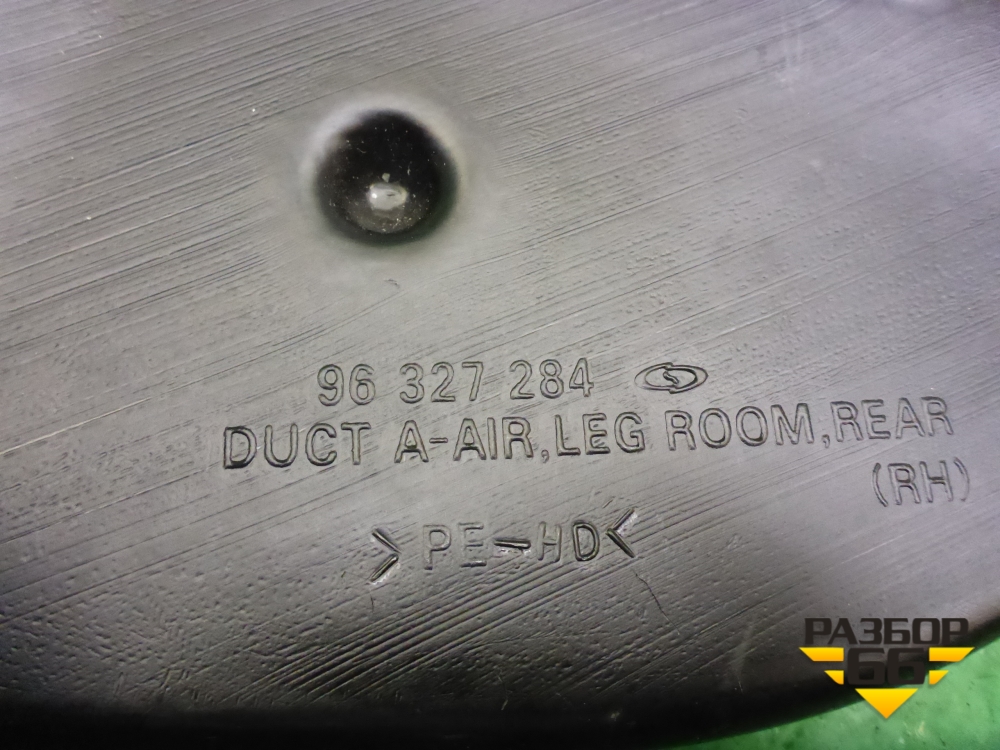 96 327 284
DUCT A-AIR, LEG ROOM, REAR
(RH)
>PE-HD<
РАЗБОР
66